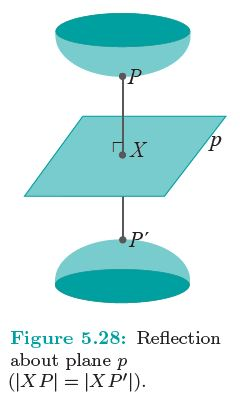 P
X
p
P′
Figure 5.28: Reflection
about plane p
(|XP| = |XP′|).